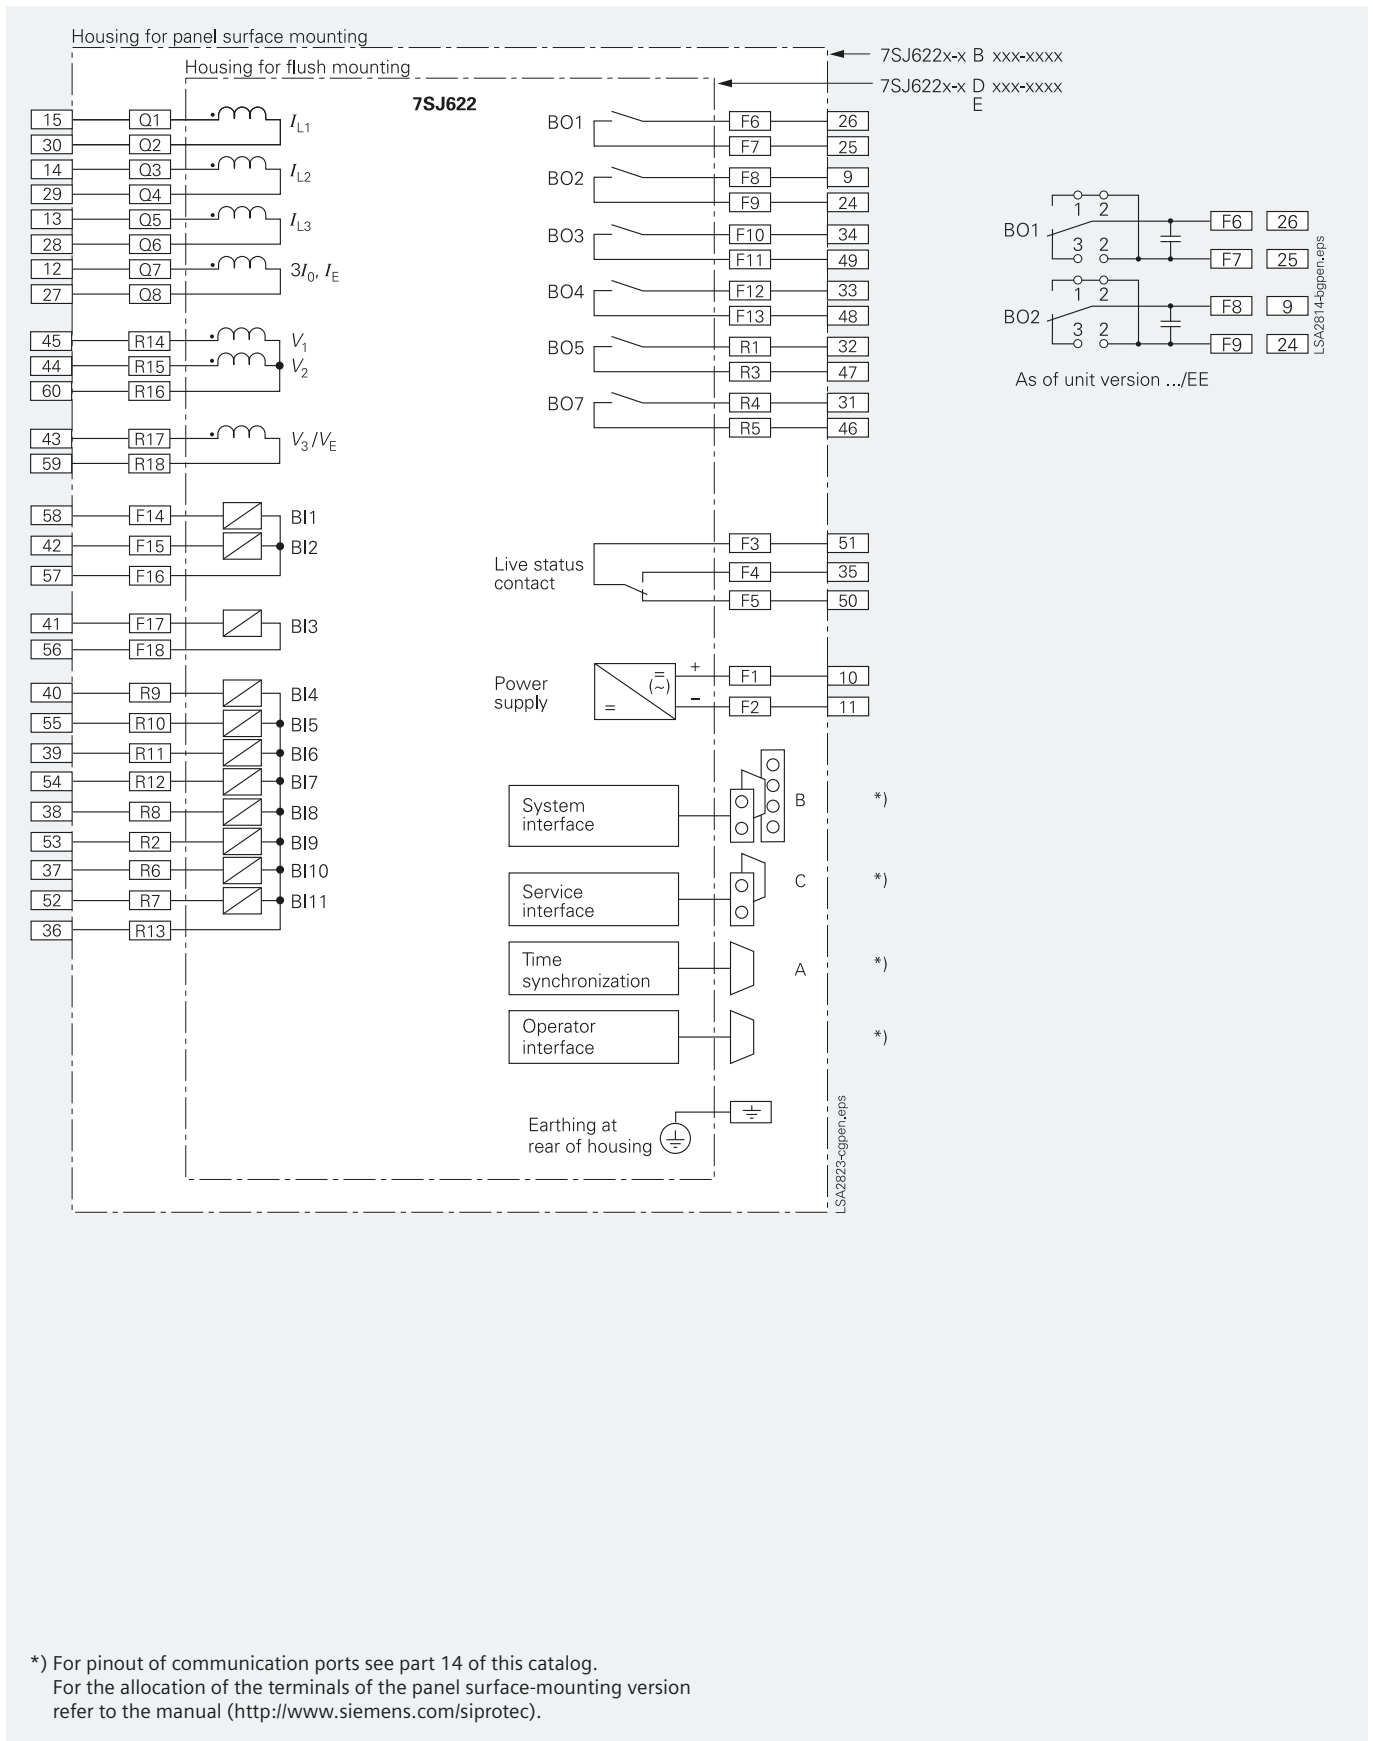 Housing for panel surface mounting
7SJ622x-x B xxx-xxxx
Housing for flush mounting
7SJ622x-x D xxx-xxxx
E
7SJ622
15 Q1 IL1
30 Q2
14 Q3 IL2
29 Q4
13 Q5 IL3
28 Q6
12 Q7 3I0, IE
27 Q8
45 R14 V1
44 R15 V2
60 R16
43 R17 V3/VE
59 R18
58 F14 BI1
42 F15 BI2
57 F16
41 F17 BI3
56 F18
40 R9 BI4
55 R10 BI5
39 R11 BI6
54 R12 BI7
38 R8 BI8
53 R2 BI9
37 R6 BI10
52 R7 BI11
36 R13
BO1 F6 26
F7 25
BO2 F8 9
F9 24
BO3 F10 34
F11 49
BO4 F12 33
F13 48
BO5 R1 32
R3 47
BO7 R4 31
R5 46
Live status
contact
F3 51
F4 35
F5 50
Power
supply
= (~) =
+ F1 10
– F2 11
System
interface
B *)
Service
interface
C *)
Time
synchronization
A *)
Operator
interface
*)
Earthing at
rear of housing
LSA2823-cgpen.eps
1 2
BO1 F6 26
3 2
F7 25
1 2
BO2 F8 9
3 2
F9 24
As of unit version .../EE
LSA2814-bgpen.eps
*) For pinout of communication ports see part 14 of this catalog.
For the allocation of the terminals of the panel surface-mounting version
refer to the manual (http://www.siemens.com/siprotec).